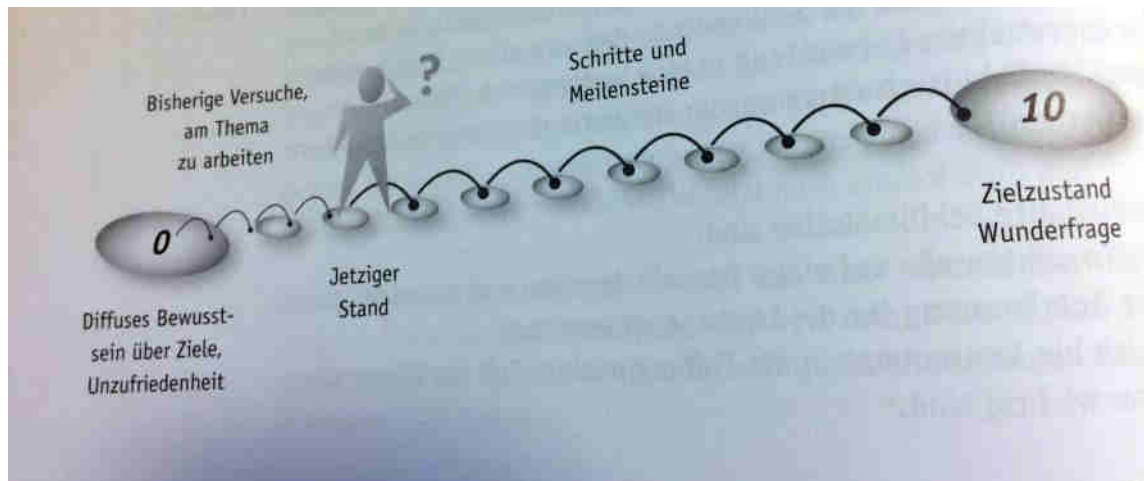 Bisherige Versuche,
am Thema
zu arbeiten
?
Schritte und
Meilensteine
10
Zielzustand
Wunderfrage
0
Jetziger
Stand
Diffuses Bewusst-
sein über Ziele,
Unzufriedenheit